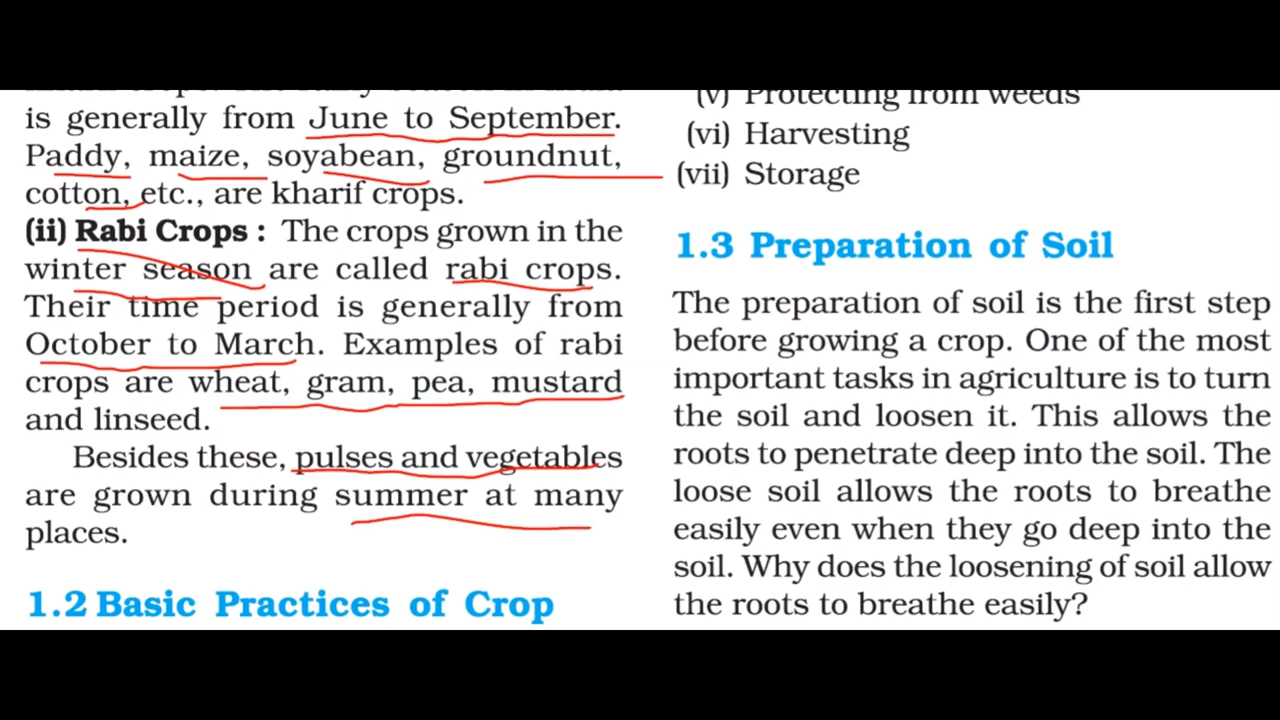 is generally from June to September.
Paddy, maize, soyabean, groundnut,
cotton, etc., are kharif crops.
(ii) Rabi Crops : The crops grown in the
winter season are called rabi crops.
Their time period is generally from
October to March. Examples of rabi
crops are wheat, gram, pea, mustard
and linseed.
Besides these, pulses and vegetables
are grown during summer at many
places.
1.2 Basic Practices of Crop
(v) Protecting from weeds
(vi) Harvesting
(vii) Storage
1.3 Preparation of Soil
The preparation of soil is the first step
before growing a crop. One of the most
important tasks in agriculture is to turn
the soil and loosen it. This allows the
roots to penetrate deep into the soil. The
loose soil allows the roots to breathe
easily even when they go deep into the
soil. Why does the loosening of soil allow
the roots to breathe easily?